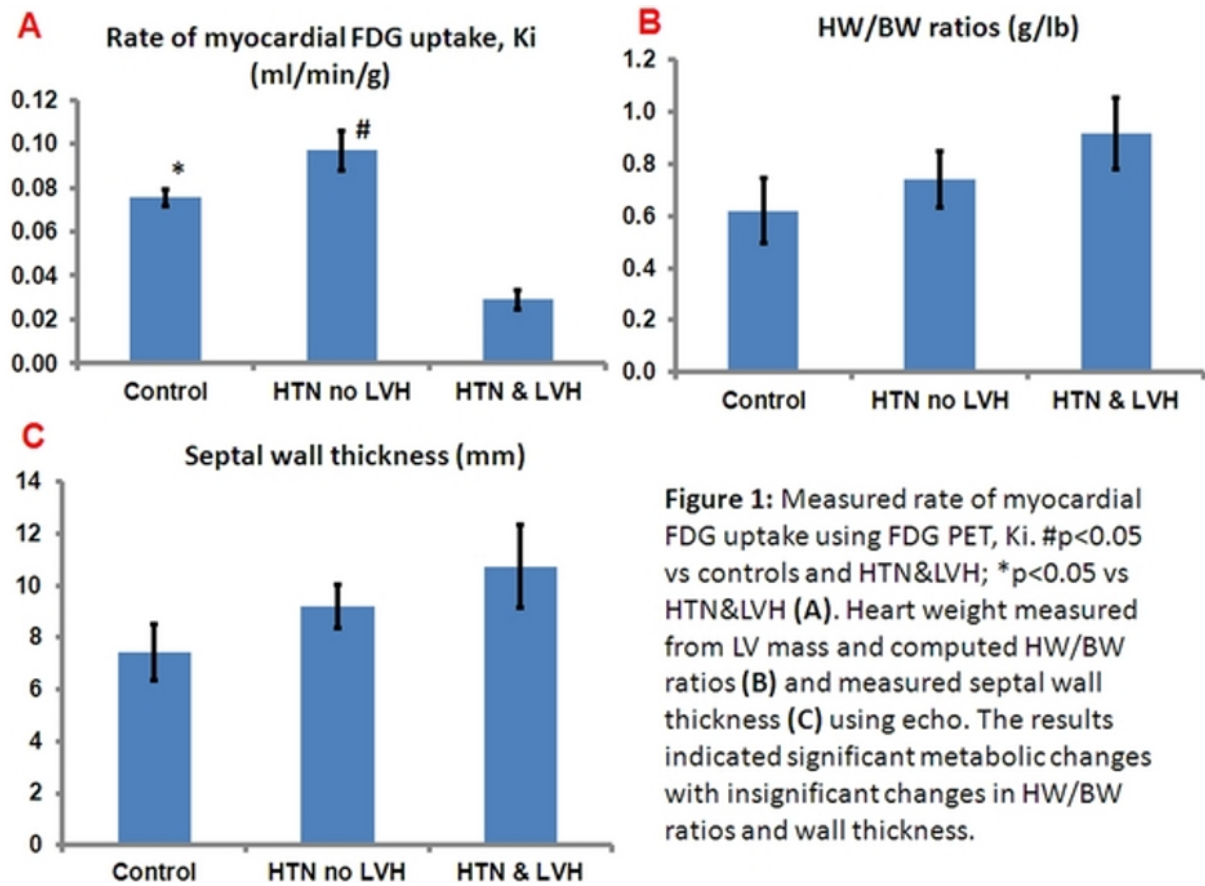 A
Rate of myocardial FDG uptake, Ki
(ml/min/g)
0.12
0.10
0.08
0.06
0.04
0.02
0.00
*
#
Control
HTN no LVH
HTN & LVH
B
HW/BW ratios (g/lb)
1.2
1.0
0.8
0.6
0.4
0.2
0.0
Control
HTN no LVH
HTN & LVH
C
Septal wall thickness (mm)
14
12
10
8
6
4
2
0
Control
HTN no LVH
HTN & LVH
Figure 1: Measured rate of myocardial
FDG uptake using FDG PET, Ki. #p<0.05
vs controls and HTN&LVH; *p<0.05 vs
HTN&LVH (A). Heart weight measured
from LV mass and computed HW/BW
ratios (B) and measured septal wall
thickness (C) using echo. The results
indicated significant metabolic changes
with insignificant changes in HW/BW
ratios and wall thickness.